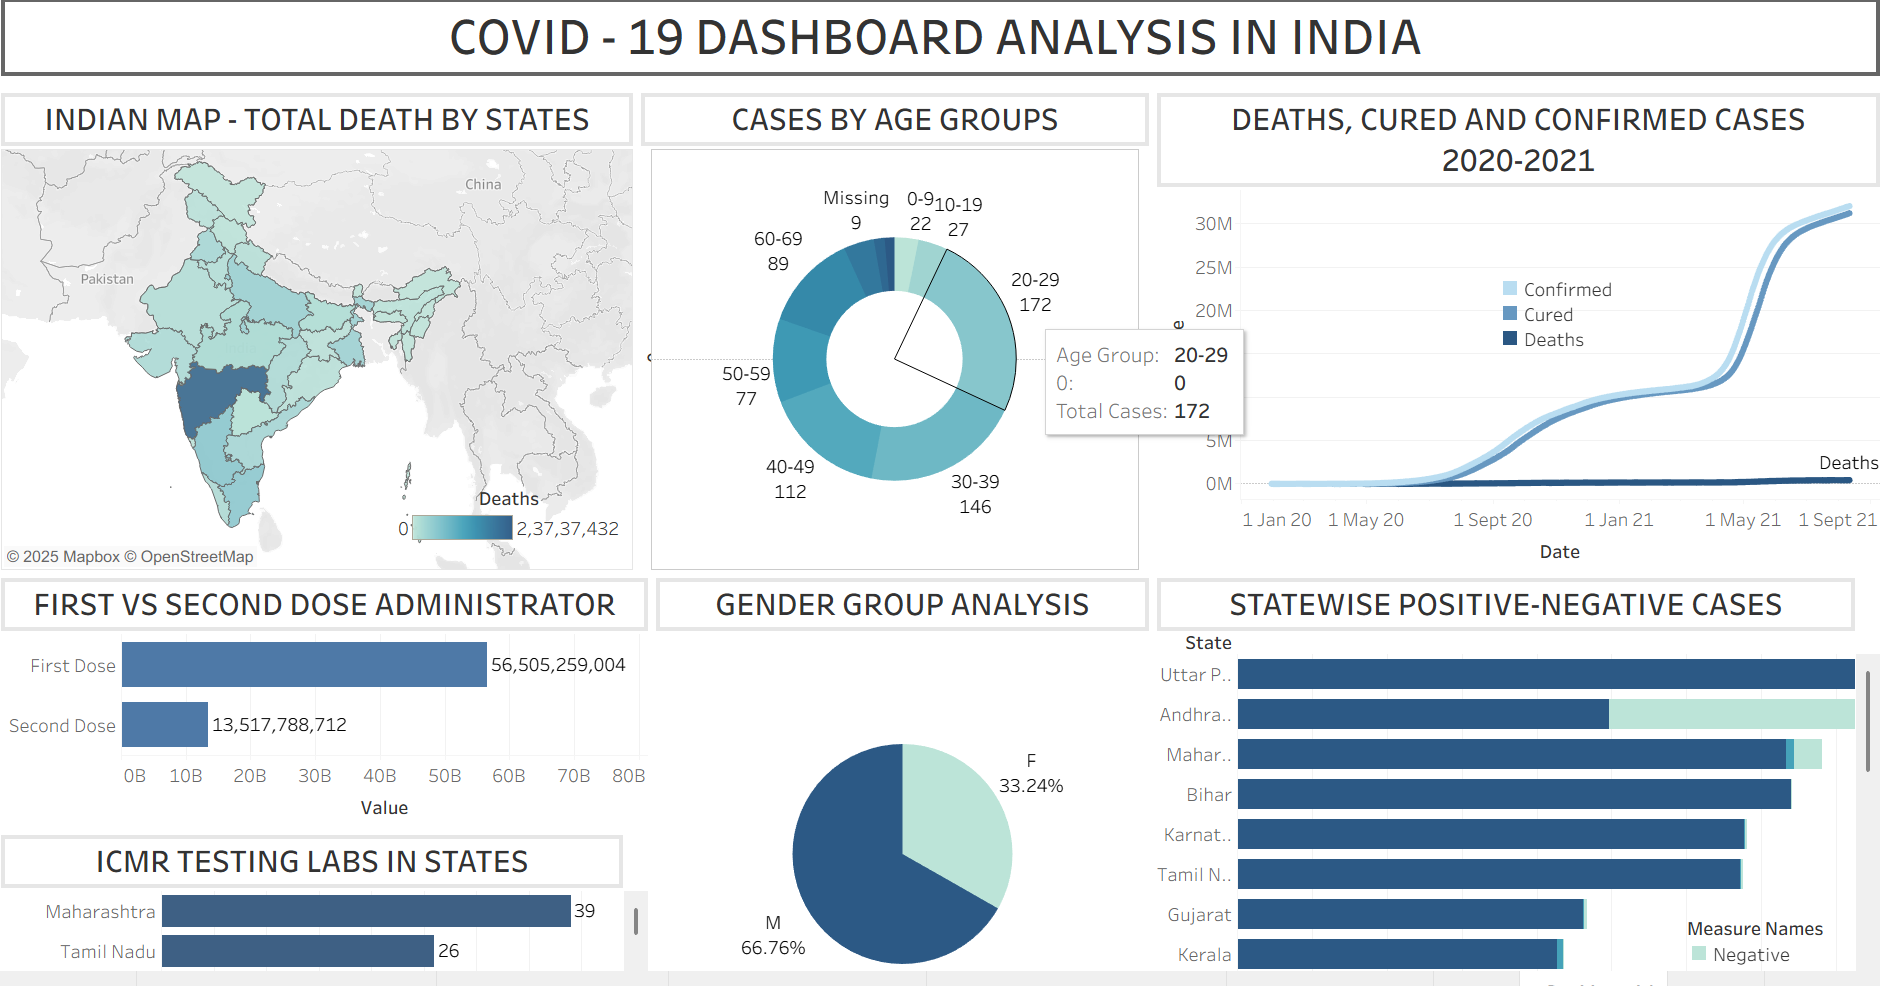 COVID - 19 DASHBOARD ANALYSIS IN INDIA
INDIAN MAP - TOTAL DEATH BY STATES
China
Pakistan
Deaths
0
2,37,37,432
© 2025 Mapbox © OpenStreetMap
CASES BY AGE GROUPS
Missing
9
0-9
22
10-19
27
60-69
89
20-29
172
50-59
77
40-49
112
30-39
146
Age Group: 20-29
0: 0
Total Cases: 172
DEATHS, CURED AND CONFIRMED CASES
2020-2021
30M
25M
20M
5M
0M
Confirmed
Cured
Deaths
Deaths
1 Jan 20 1 May 20 1 Sept 20 1 Jan 21 1 May 21 1 Sept 21
Date
FIRST VS SECOND DOSE ADMINISTRATOR
First Dose 56,505,259,004
Second Dose 13,517,788,712
0B 10B 20B 30B 40B 50B 60B 70B 80B
Value
ICMR TESTING LABS IN STATES
Maharashtra 39
Tamil Nadu 26
GENDER GROUP ANALYSIS
F
33.24%
M
66.76%
STATEWISE POSITIVE-NEGATIVE CASES
State
Uttar P..
Andhra..
Mahar..
Bihar
Karnat..
Tamil N..
Gujarat
Kerala
Measure Names
Negative